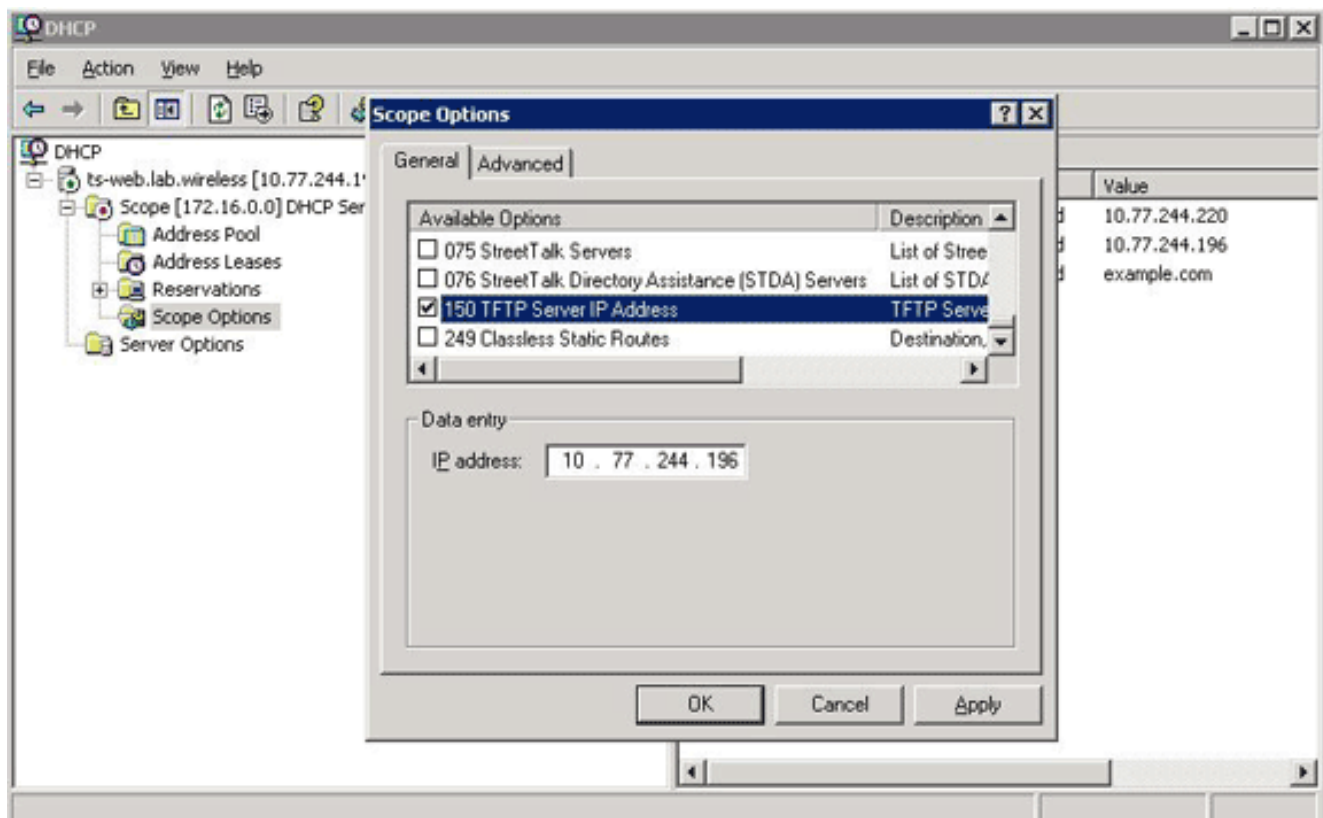 DHCP
File Action View Help
Scope Options
DHCP
ts-web.lab.wireless [10.77.244.1
Scope [172.16.0.0] DHCP Ser
Address Pool
Address Leases
Reservations
Scope Options
Server Options
General Advanced
Available Options Description
075 StreetTalk Servers List of Stree
076 StreetTalk Directory Assistance (STDA) Servers List of STDA
150 TFTP Server IP Address TFTP Serve
249 Classless Static Routes Destination,
Data entry
IP address: 10 . 77 . 244 . 196
OK Cancel Apply
Value
d 10.77.244.220
d 10.77.244.196
d example.com